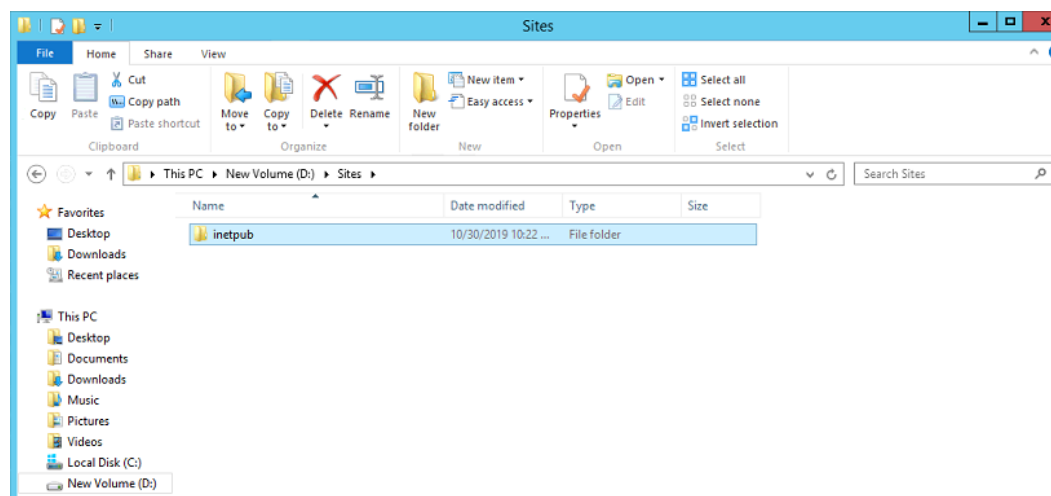 Sites
File Home Share View
Copy
Paste
Cut
Copy path
Paste shortcut
Clipboard
Move to
Copy to
Delete
Rename
Organize
New folder
New item
Easy access
New
Properties
Open
Edit
Open
Select all
Select none
Invert selection
Select
This PC New Volume (D:) Sites
Search Sites
Name Date modified Type Size
inetpub 10/30/2019 10:22 ... File folder
Favorites
Desktop
Downloads
Recent places
This PC
Desktop
Documents
Downloads
Music
Pictures
Videos
Local Disk (C:)
New Volume (D:)